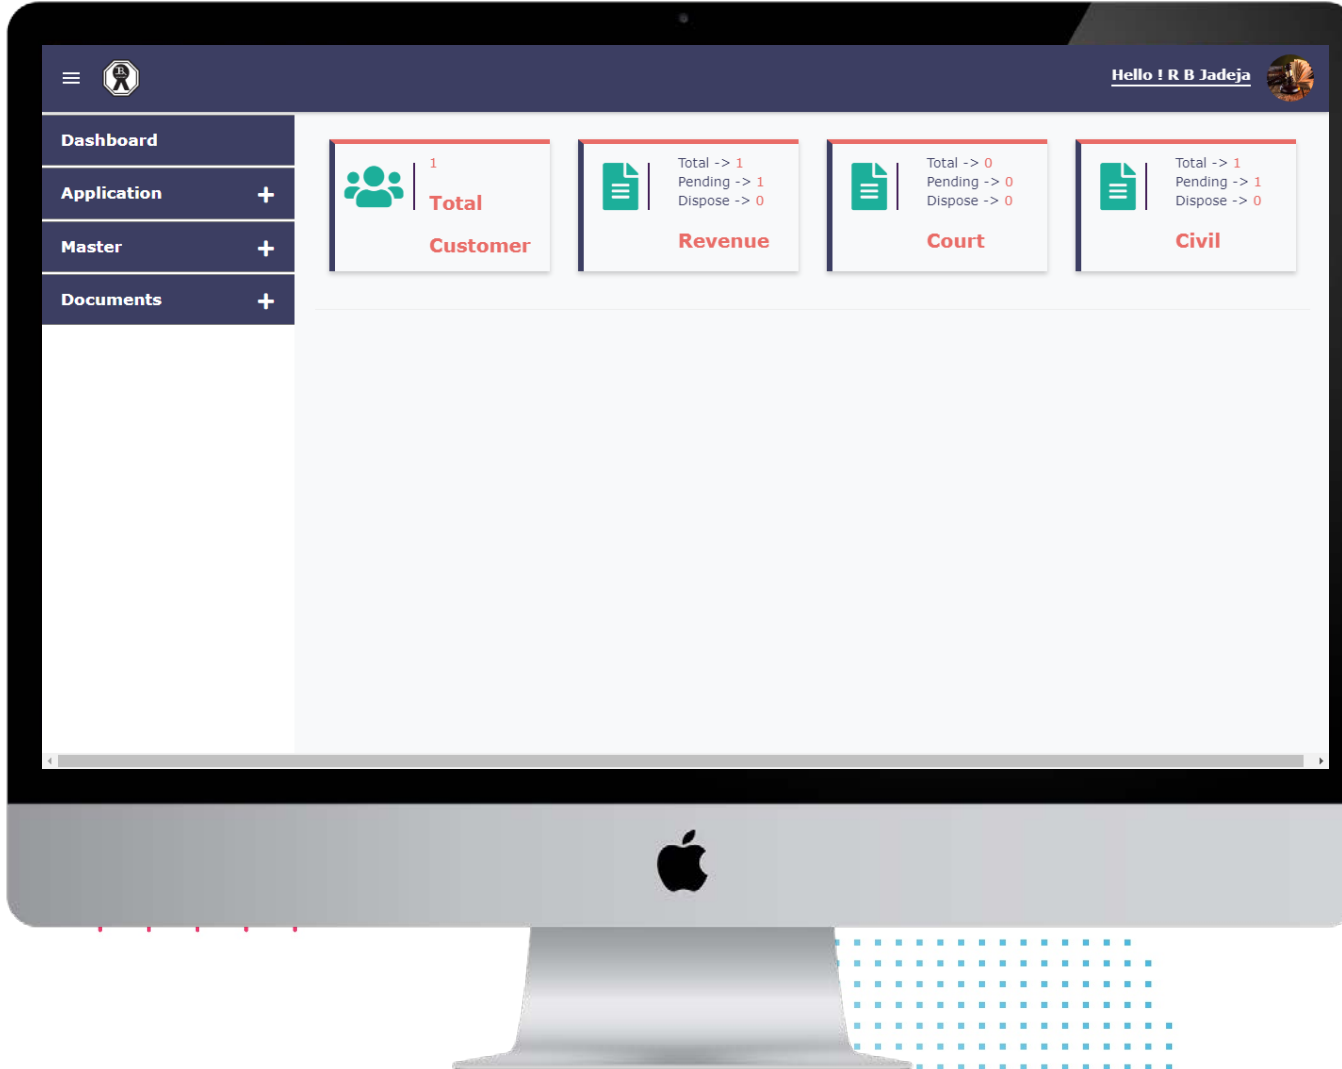 Hello ! R B Jadeja
Dashboard
Application +
Master +
Documents +
1
Total
Customer
Total -> 1
Pending -> 1
Dispose -> 0
Revenue
Total -> 0
Pending -> 0
Dispose -> 0
Court
Total -> 1
Pending -> 1
Dispose -> 0
Civil